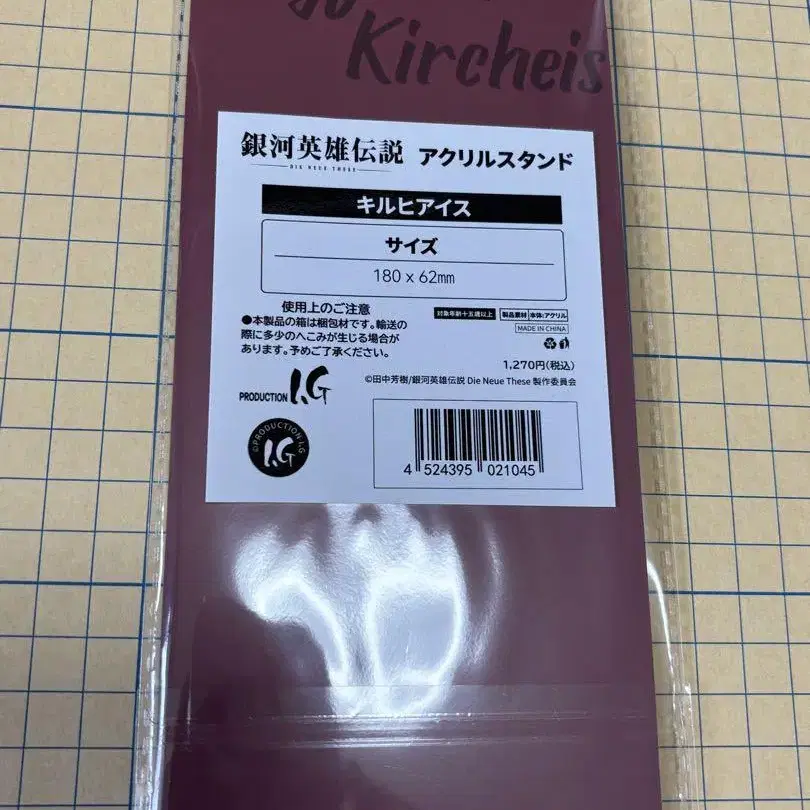 Kircheis
銀河英雄伝説 アクリルスタンド
DIE NEUE THESE
キルヒアイス
サイズ
180 x 62mm
使用上のご注意
●本製品の箱は梱包材です。輸送の
際に多少のへこみが生じる場合が
あります。予めご了承ください。
対象年齢十五歳以上 製品素材 本体:アクリル
MADE IN CHINA
1,270円(税込)
©田中芳樹/銀河英雄伝説 Die Neue These 製作委員会
PRODUCTION I.G
©PRODUCTION I.G
I.G
4 524395 021045